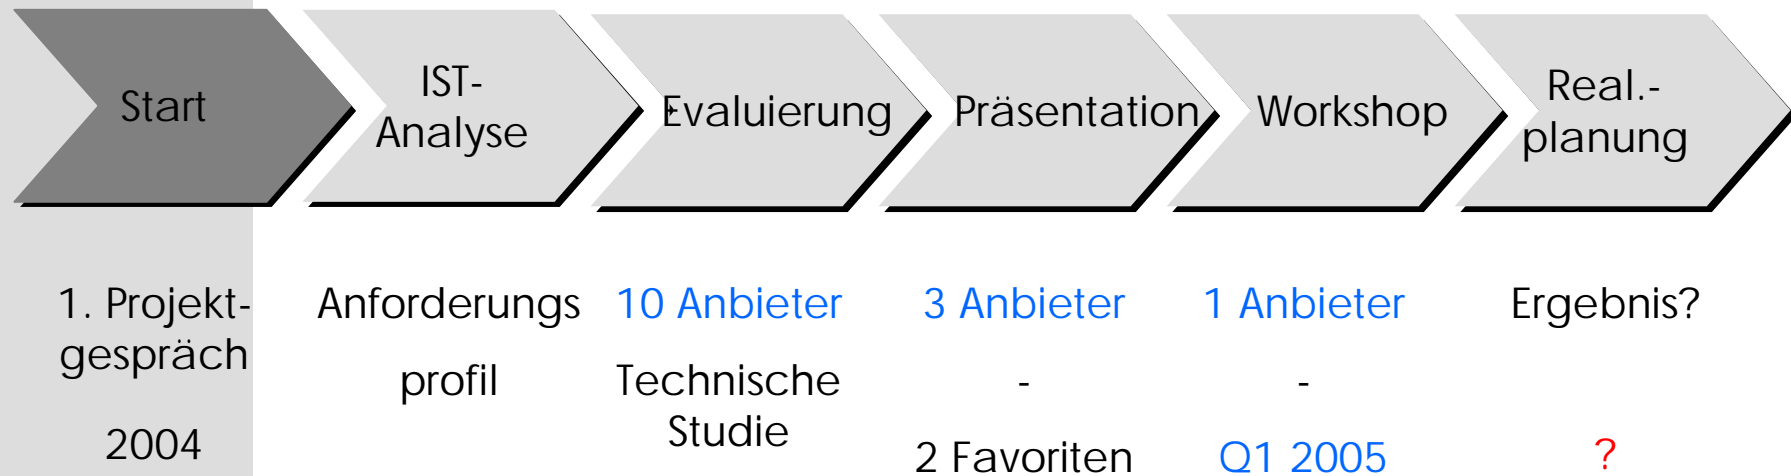 Start
IST-
Analyse
Evaluierung
Präsentation
Workshop
Real.-
planung
1. Projekt-
gespräch
2004
Anforderungs
profil
10 Anbieter
Technische
Studie
3 Anbieter
-
2 Favoriten
1 Anbieter
-
Q1 2005
Ergebnis?
?